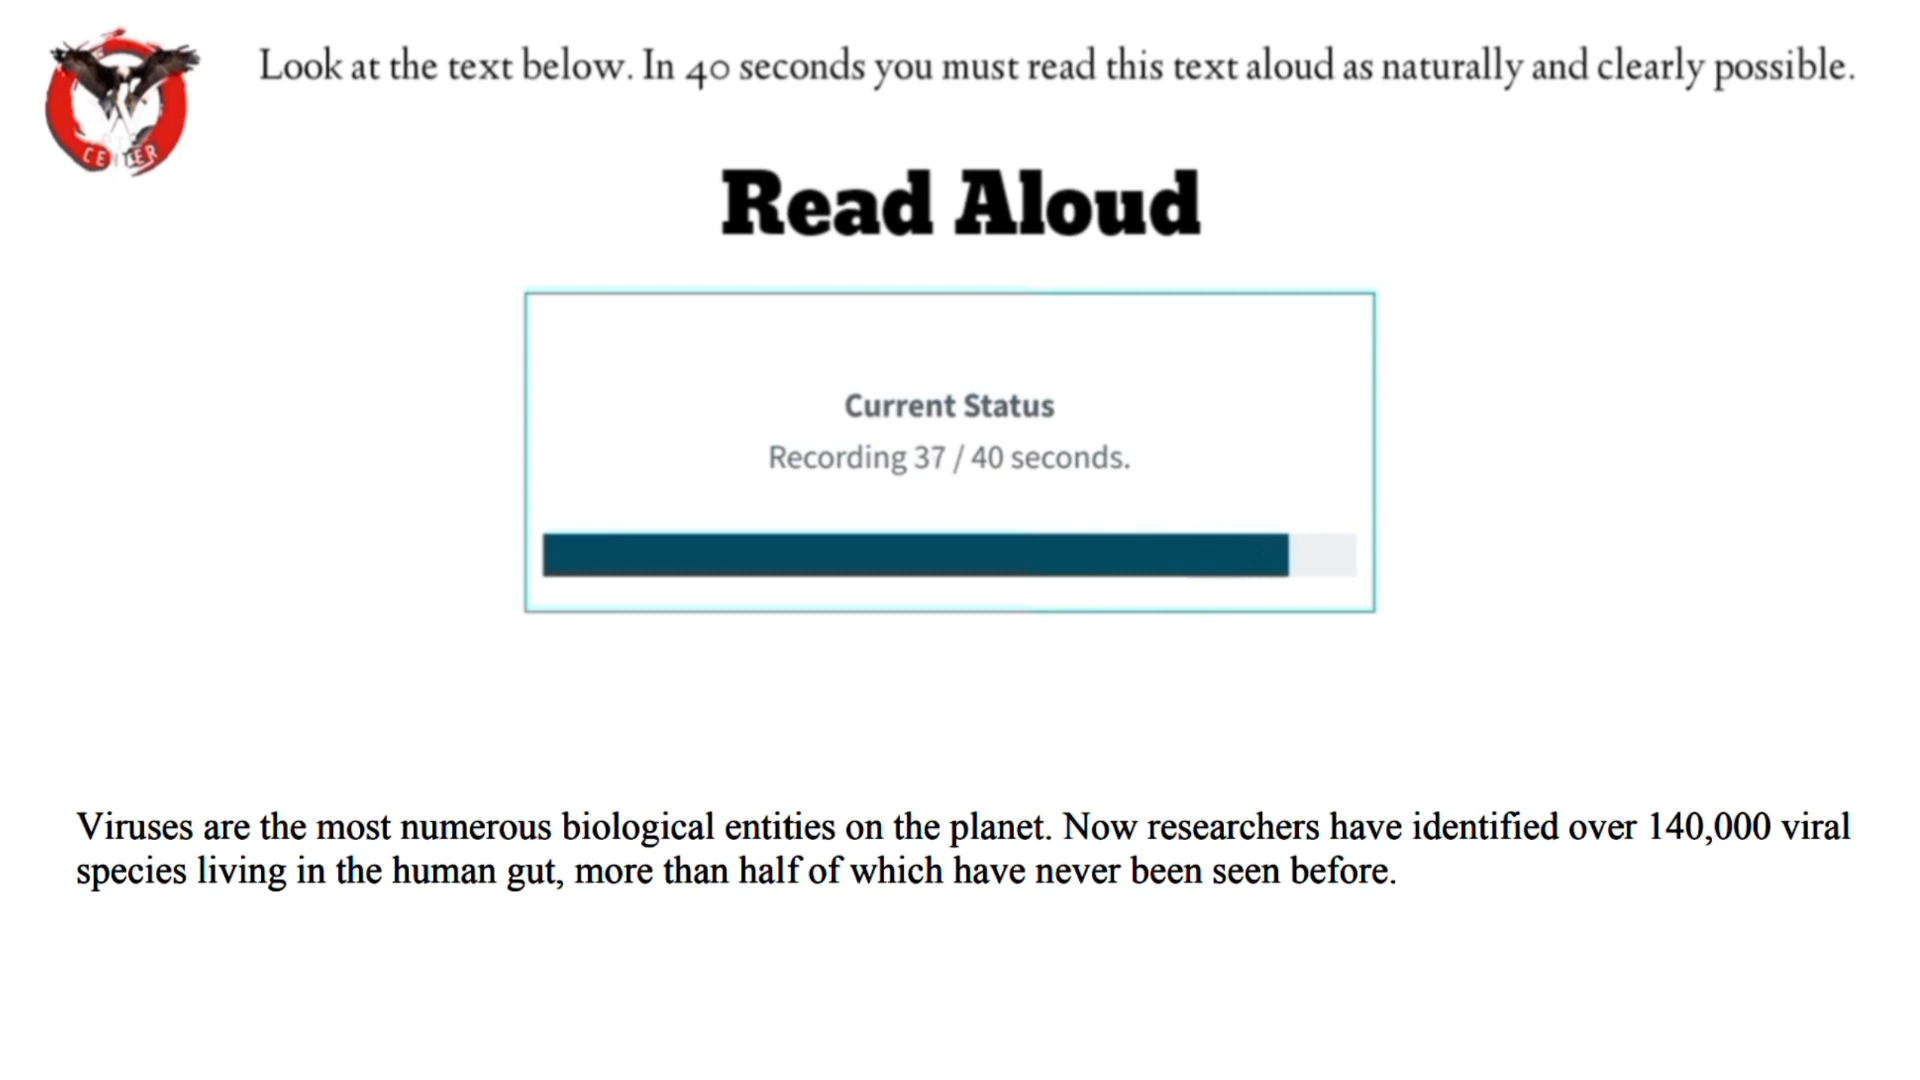 Look at the text below. In 40 seconds you must read this text aloud as naturally and clearly possible.
CENTER
Read Aloud
Current Status
Recording 37 / 40 seconds.
Viruses are the most numerous biological entities on the planet. Now researchers have identified over 140,000 viral
species living in the human gut, more than half of which have never been seen before.